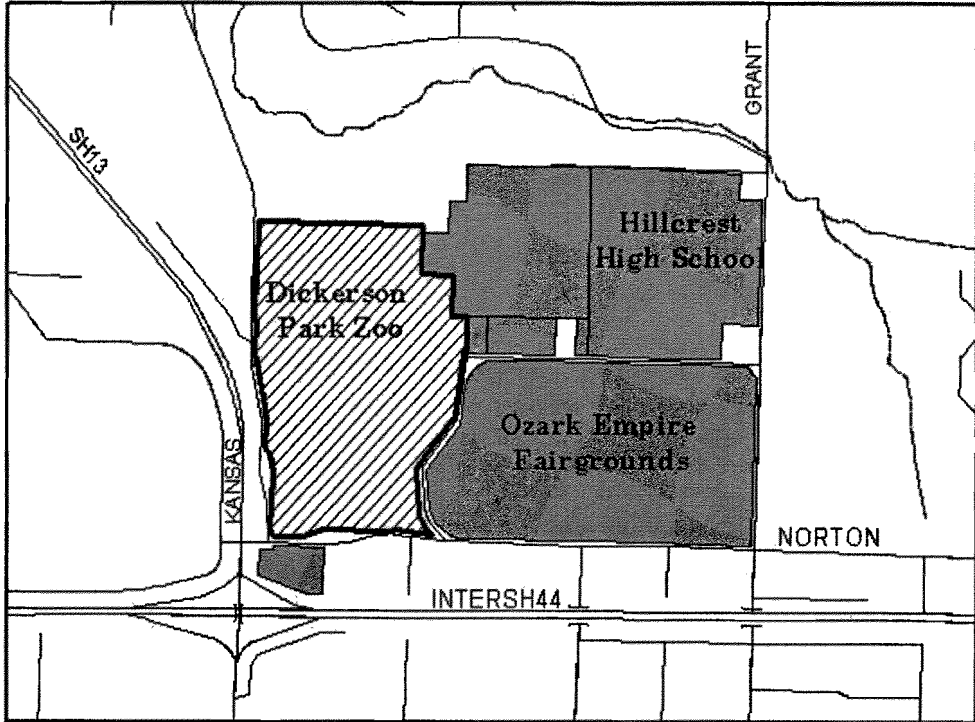 GRANT
SH13
Hillcrest
High School
Dickerson
Park Zoo
Ozark Empire
Fairgrounds
KANSAS
NORTON
INTERSH44